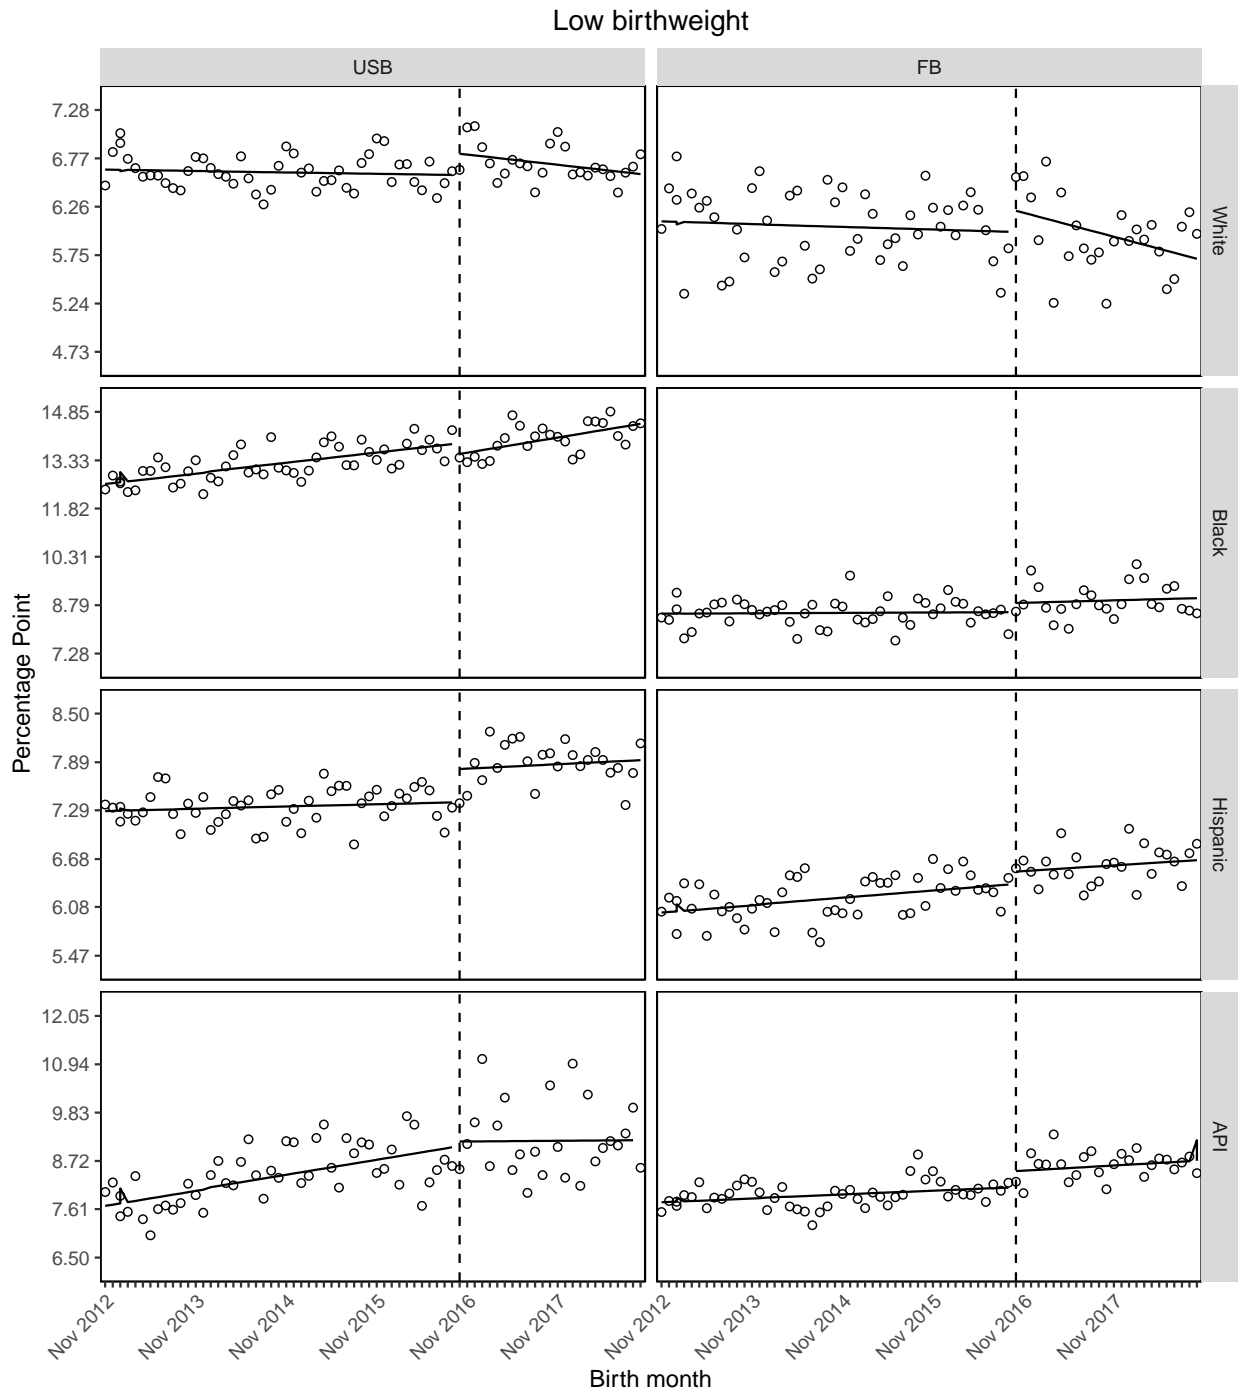 Low birthweight
USB
FB
7.28
6.77
6.26
5.75
5.24
4.73
White
14.85
13.33
11.82
10.31
8.79
7.28
Black
8.50
7.89
7.29
6.68
6.08
5.47
Hispanic
12.05
10.94
9.83
8.72
7.61
6.50
API
Percentage Point
Nov 2012
Nov 2013
Nov 2014
Nov 2015
Nov 2016
Nov 2017
Nov 2012
Nov 2013
Nov 2014
Nov 2015
Nov 2016
Nov 2017
Birth month